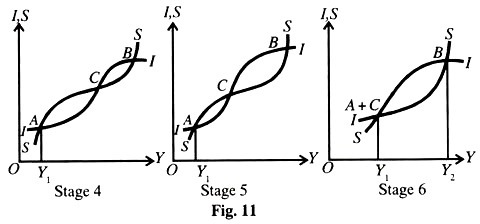 I,S
S
B
I
C
A
I
S
O
Y₁
Y
Stage 4
I,S
S
B
I
C
A
I
S
O
Y₁
Y
Stage 5
I,S
S
B
I
A + C
I
S
O
Y₁
Y₂
Y
Stage 6
Fig. 11